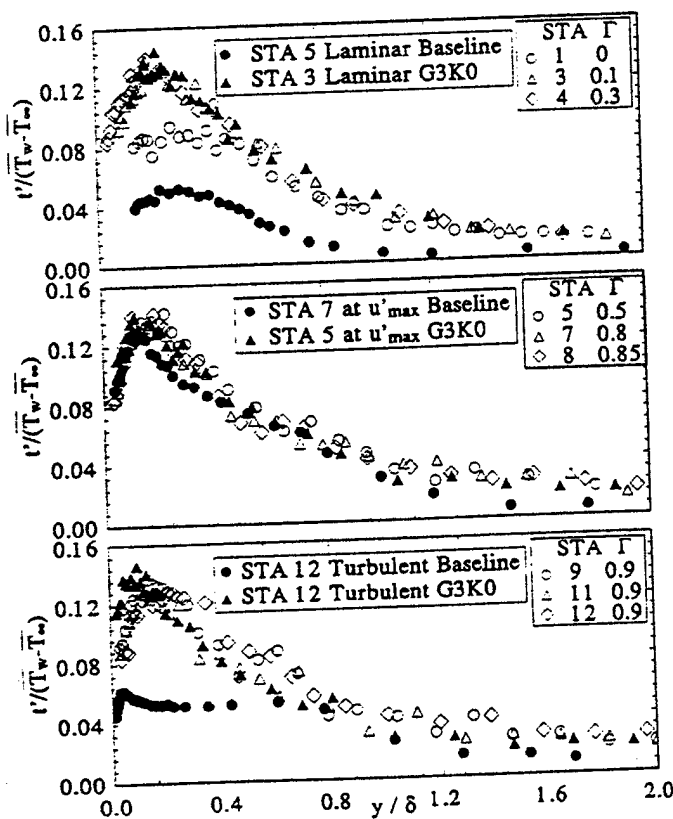 0.16
0.12
0.08
0.04
0.00
t'/(T̅w-T̅∞)
● STA 5 Laminar Baseline
▲ STA 3 Laminar G3K0
STA Γ
○ 1 0
△ 3 0.1
◇ 4 0.3
0.16
0.12
0.08
0.04
0.00
t'/(T̅w-T̅∞)
● STA 7 at u'max Baseline
▲ STA 5 at u'max G3K0
STA Γ
○ 5 0.5
△ 7 0.8
◇ 8 0.85
0.16
0.12
0.08
0.04
0.00
t'/(T̅w-T̅∞)
● STA 12 Turbulent Baseline
▲ STA 12 Turbulent G3K0
STA Γ
○ 9 0.9
△ 11 0.9
◇ 12 0.9
0.0 0.4 0.8 1.2 1.6 2.0
y / δ